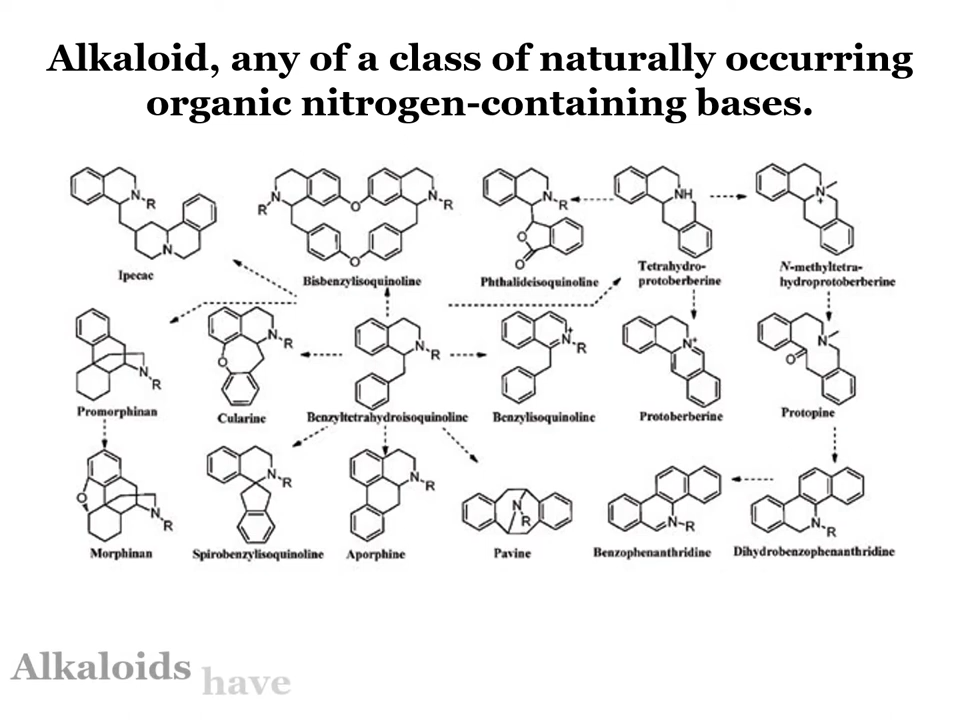 Alkaloid, any of a class of naturally occurring
organic nitrogen-containing bases.
N-R
N
Ipecac
R
N
N
R
O
O
Bisbenzylisoquinoline
N
R
O
O
Phthalideisoquinoline
NH
Tetrahydro-
protoberberine
N
+
N-methyltetra-
hydroprotoberberine
N
R
Promorphinan
N
R
O
Cularine
N
R
Benzyltetrahydroisoquinoline
+
N
R
Benzylisoquinoline
N+
Protoberberine
N
O
Protopine
O
N
R
Morphinan
N
R
Spirobenzylisoquinoline
N
R
Aporphine
N
R
Pavine
N-R
Benzophenanthridine
N
R
Dihydrobenzophenanthridine
Alkaloids have